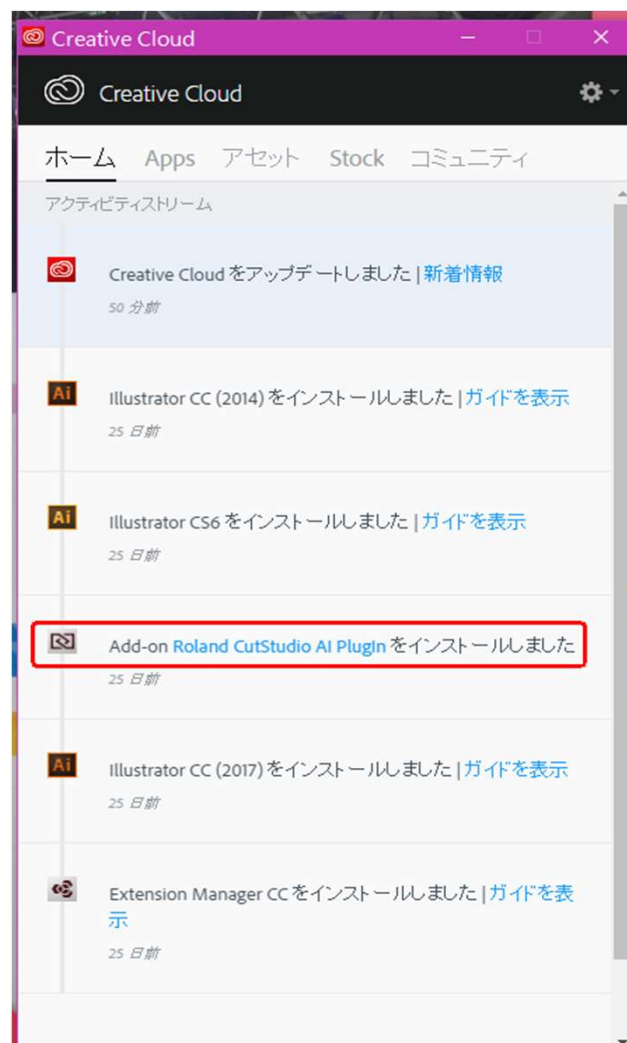 Creative Cloud
Creative Cloud
ホーム Apps アセット Stock コミュニティ
アクティビティストリーム
Creative Cloud をアップデートしました | 新着情報
50 分前
Ai
Illustrator CC (2014) をインストールしました | ガイドを表示
25 日前
Ai
Illustrator CS6 をインストールしました | ガイドを表示
25 日前
Add-on Roland CutStudio AI PlugIn をインストールしました
25 日前
Ai
Illustrator CC (2017) をインストールしました | ガイドを表示
25 日前
Extension Manager CC をインストールしました | ガイドを表
示
25 日前